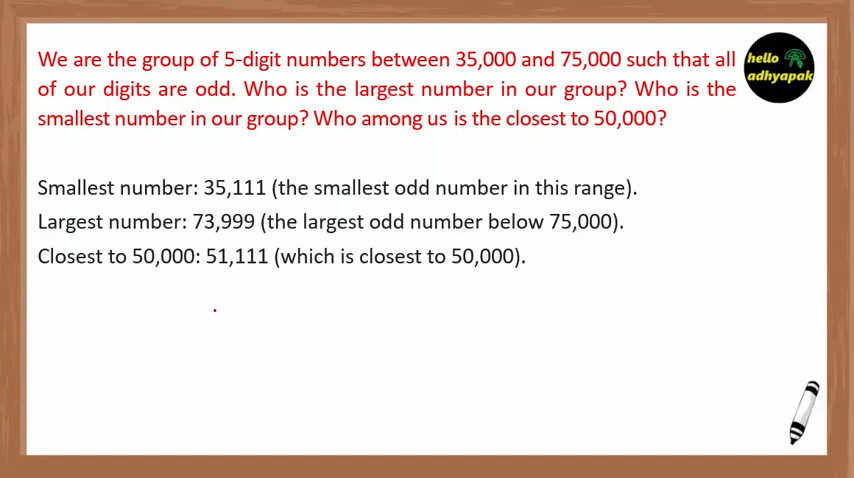 We are the group of 5-digit numbers between 35,000 and 75,000 such that all
of our digits are odd. Who is the largest number in our group? Who is the
smallest number in our group? Who among us is the closest to 50,000?
hello
adhyapak
Smallest number: 35,111 (the smallest odd number in this range).
Largest number: 73,999 (the largest odd number below 75,000).
Closest to 50,000: 51,111 (which is closest to 50,000).